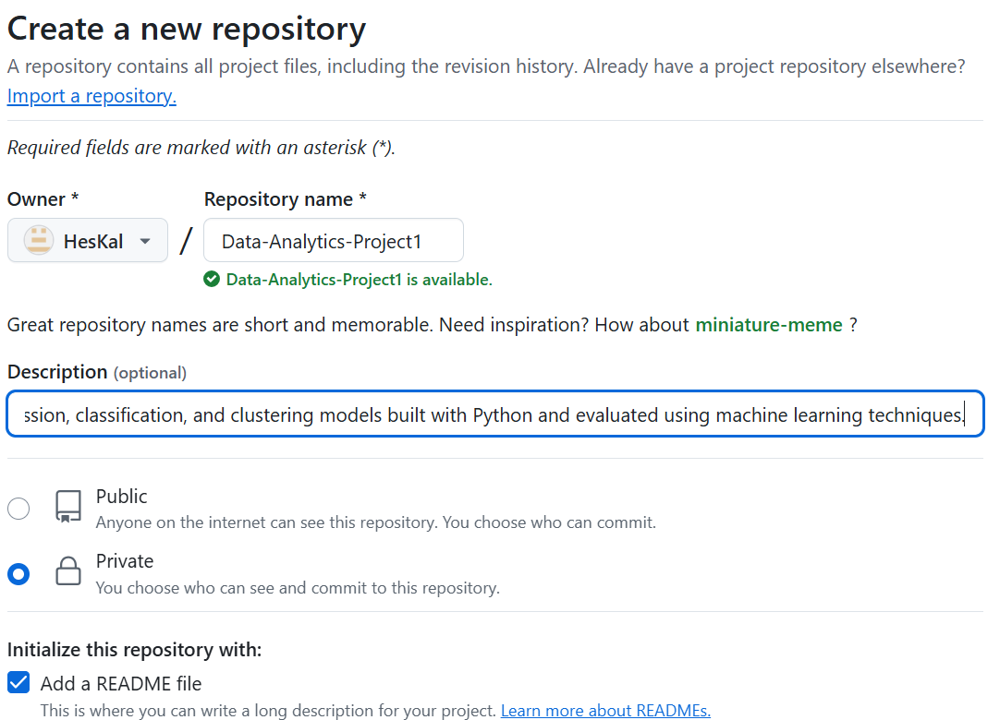 Create a new repository
A repository contains all project files, including the revision history. Already have a project repository elsewhere?
Import a repository.
Required fields are marked with an asterisk (*).
Owner *
Repository name *
HesKal
/
Data-Analytics-Project1
Data-Analytics-Project1 is available.
Great repository names are short and memorable. Need inspiration? How about miniature-meme ?
Description (optional)
ssion, classification, and clustering models built with Python and evaluated using machine learning techniques.
Public
Anyone on the internet can see this repository. You choose who can commit.
Private
You choose who can see and commit to this repository.
Initialize this repository with:
Add a README file
This is where you can write a long description for your project. Learn more about READMEs.